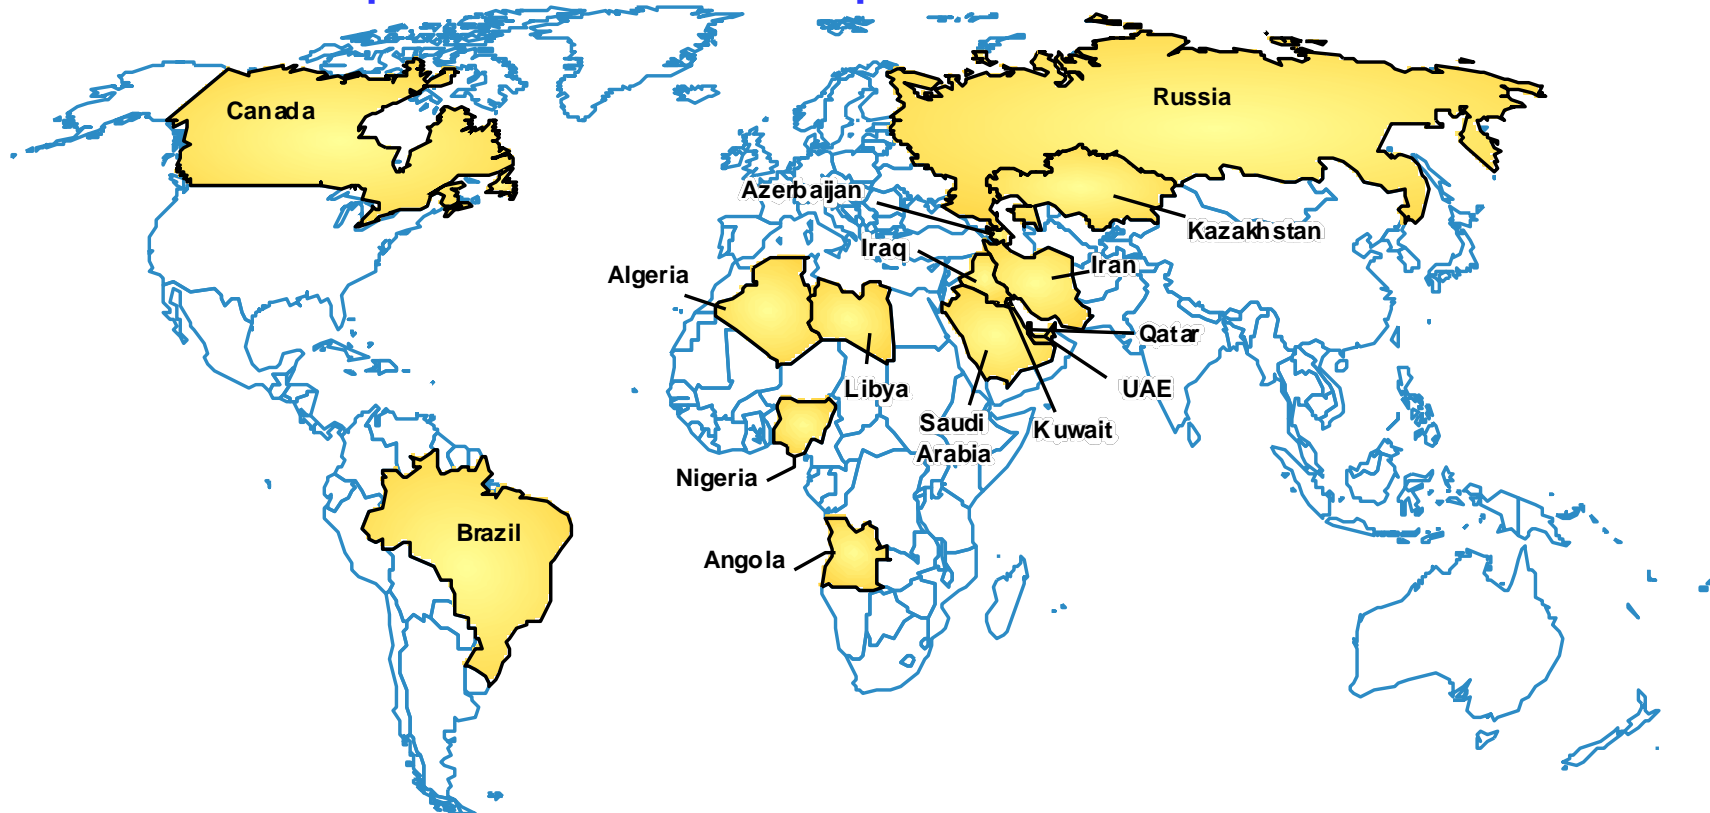 Canada
Russia
Azerbaijan
Kazakhstan
Iraq
Iran
Algeria
Qatar
Libya
UAE
Saudi
Arabia
Kuwait
Nigeria
Brazil
Angola